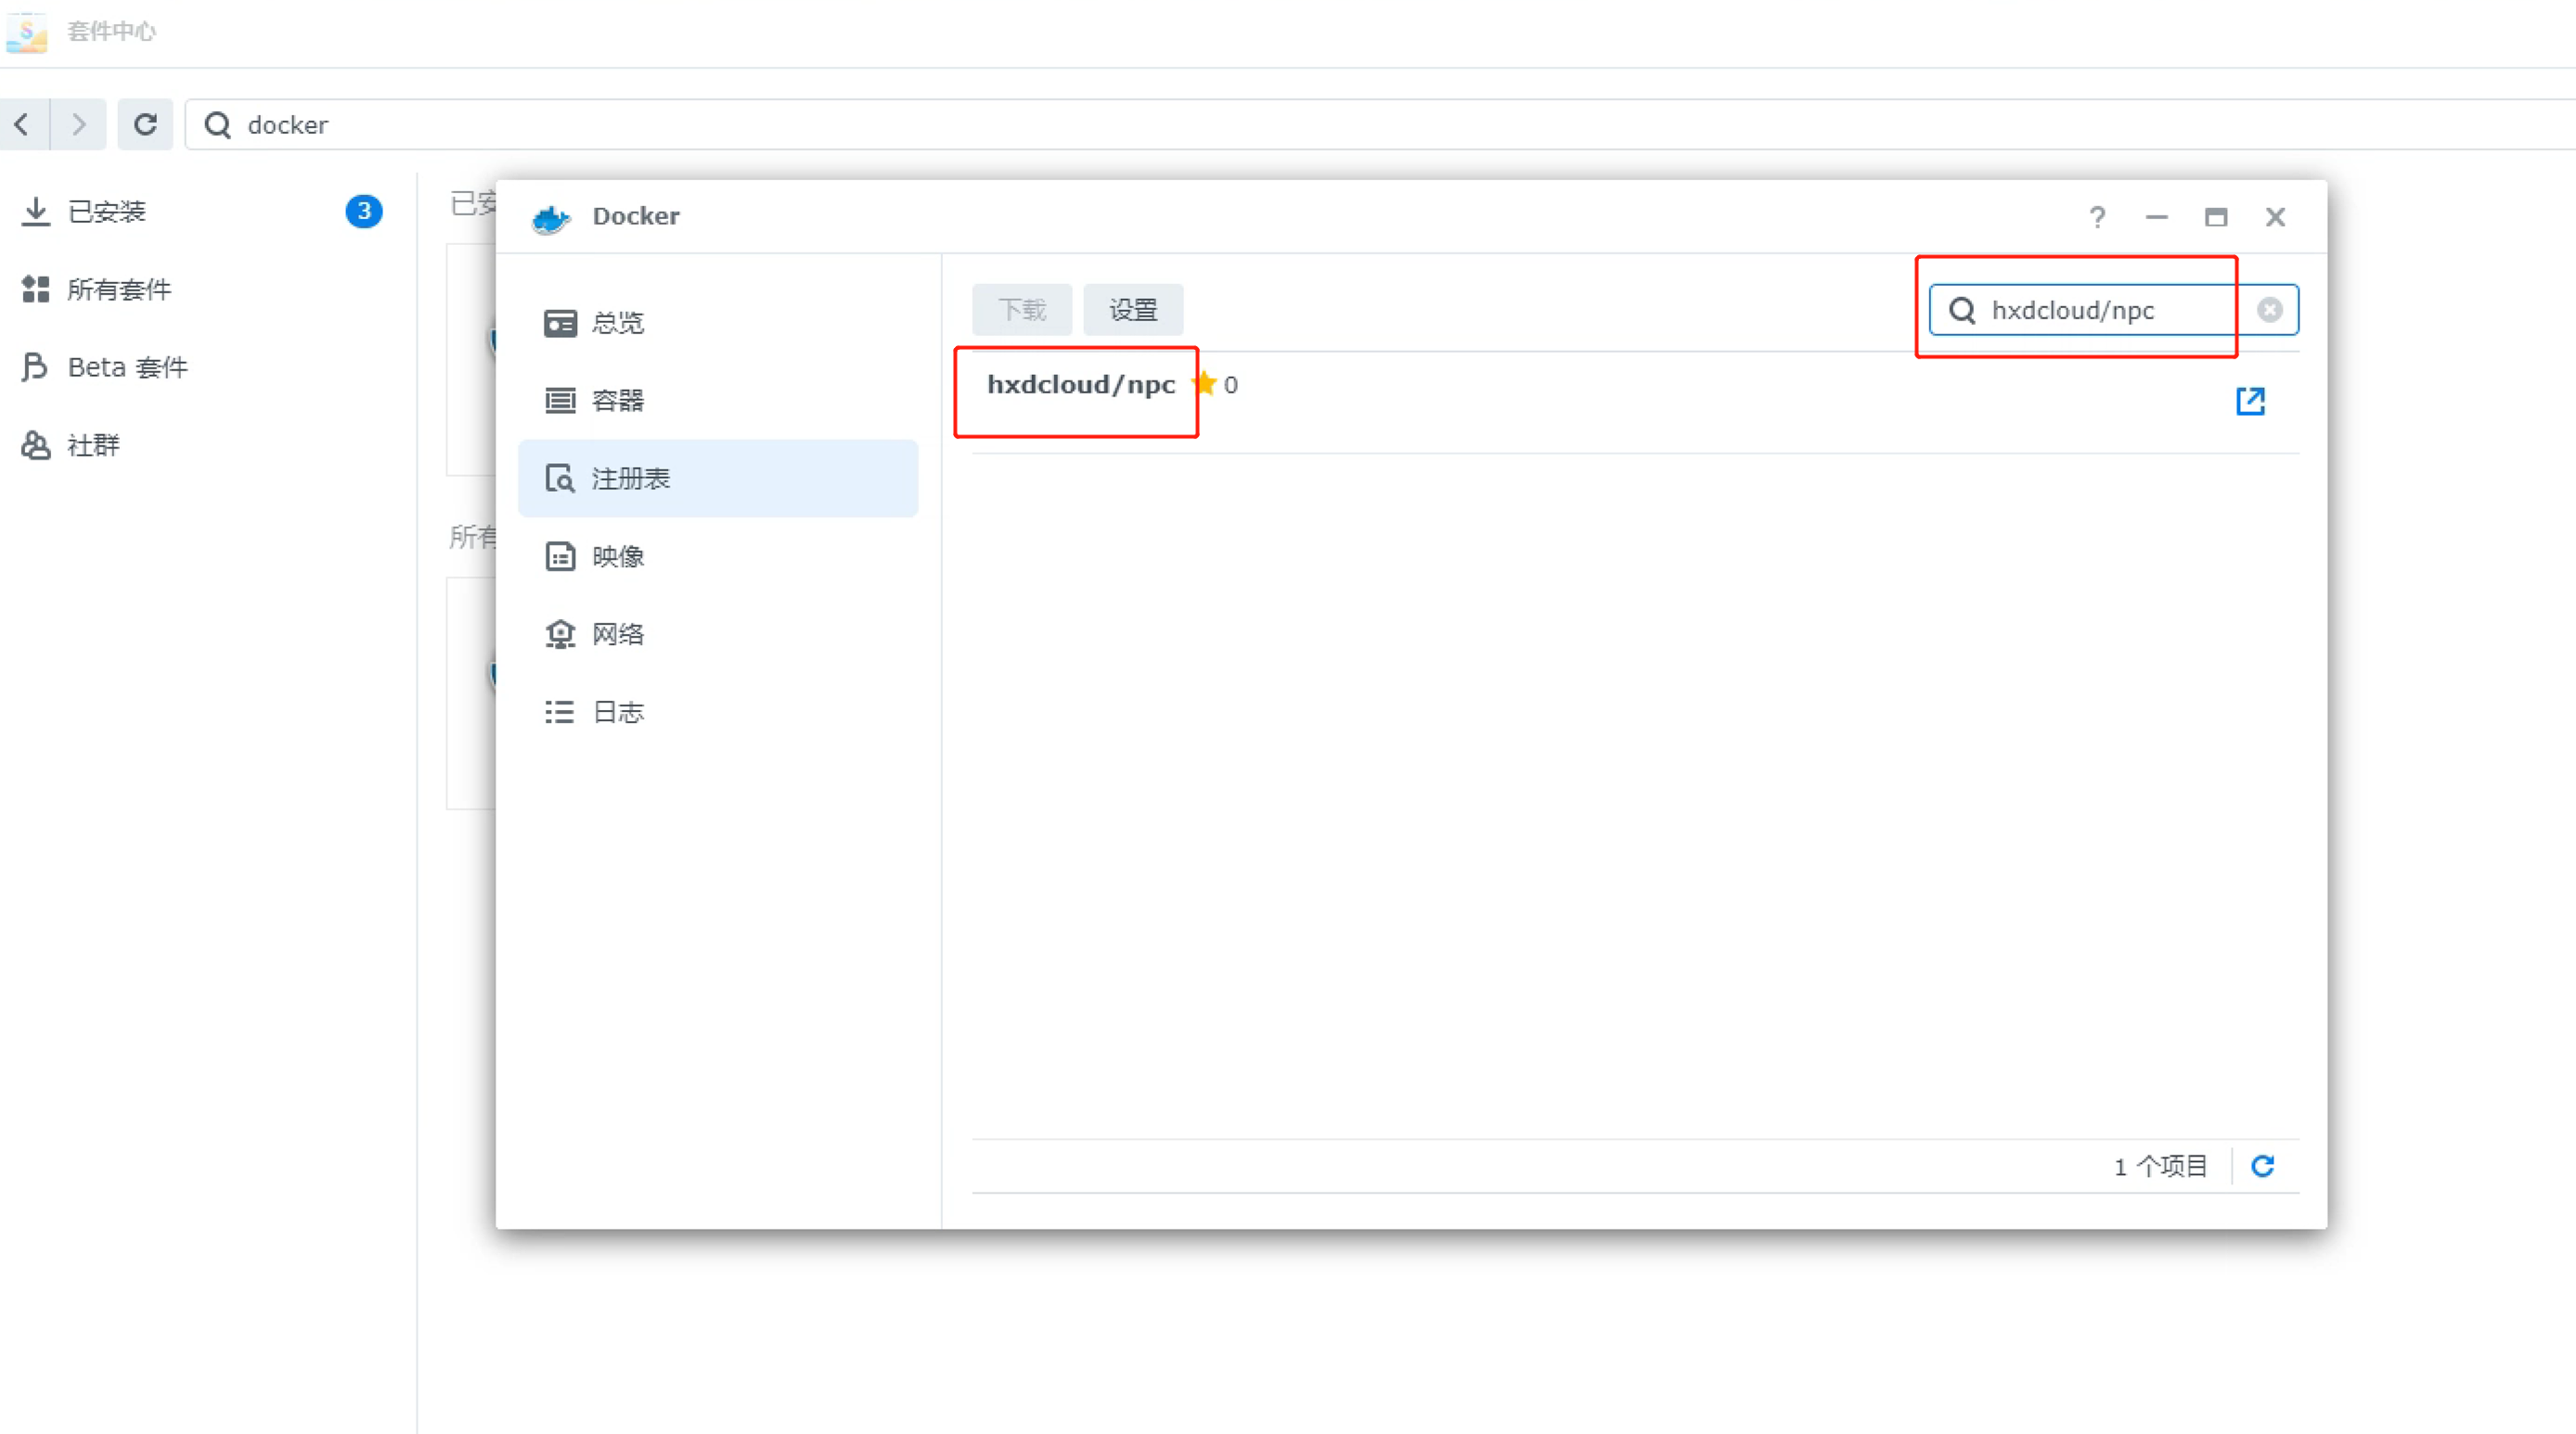 套件中心
docker
已安装
3
所有套件
Beta 套件
社群
已安
所有
Docker
?
总览
容器
注册表
映像
网络
日志
下载
设置
hxdcloud/npc
hxdcloud/npc
0
1 个项目